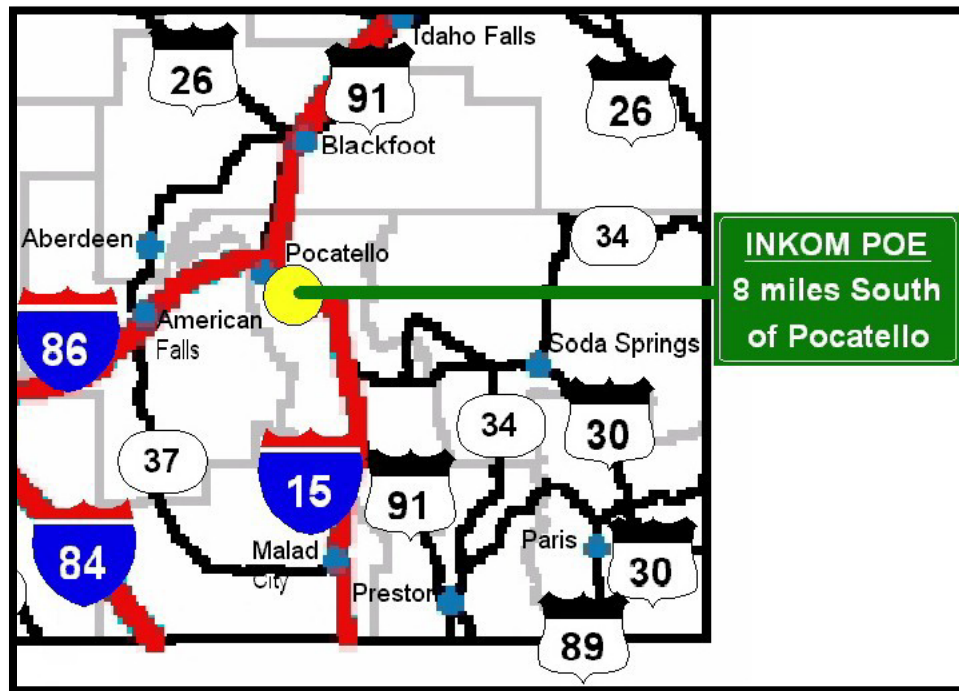 Idaho Falls
26
91
26
Blackfoot
Aberdeen
34
INKOM POE
8 miles South
of Pocatello
Pocatello
American
Falls
86
Soda Springs
34
30
37
15
91
Malad
City
84
Paris
30
Preston
89